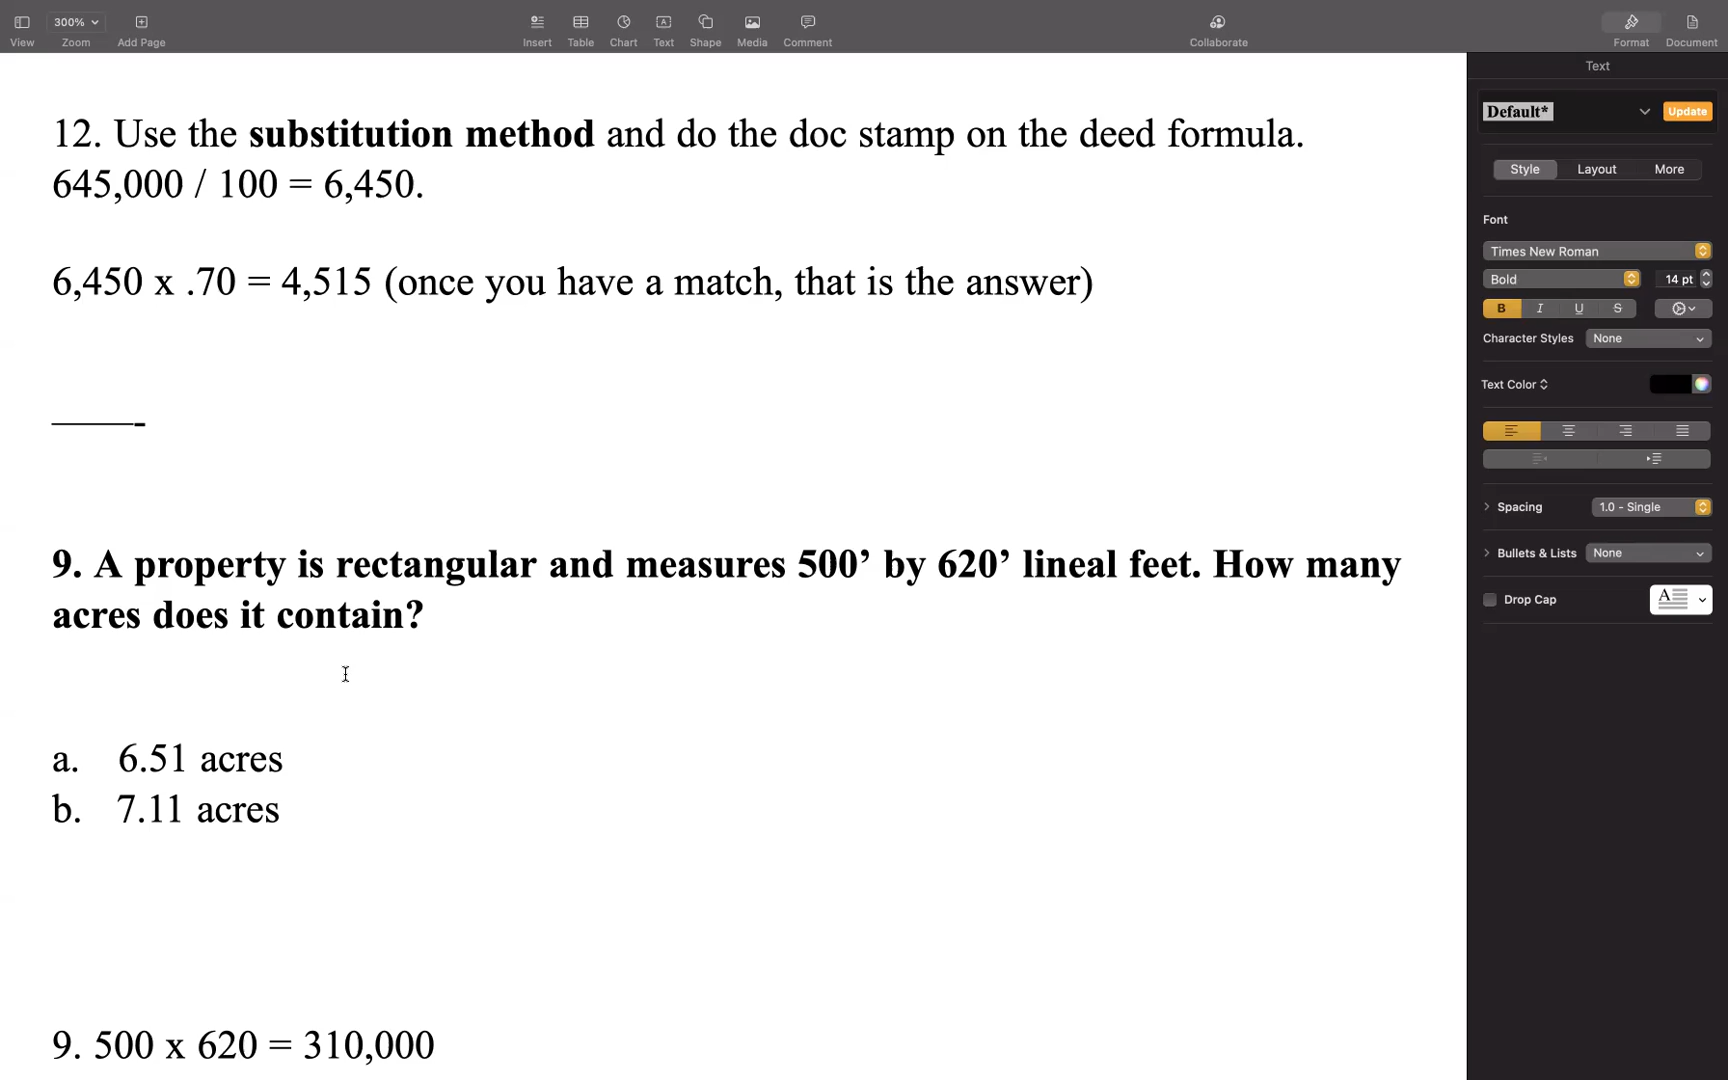 300%
View
Zoom
Add Page
Insert
Table
Chart
Text
Shape
Media
Comment
Collaborate
Format
Document
12. Use the substitution method and do the doc stamp on the deed formula.
645,000 / 100 = 6,450.
6,450 x .70 = 4,515 (once you have a match, that is the answer)
———-
9. A property is rectangular and measures 500’ by 620’ lineal feet. How many
acres does it contain?
a. 6.51 acres
b. 7.11 acres
9. 500 x 620 = 310,000
Text
Default*
Update
Style
Layout
More
Font
Times New Roman
Bold
14 pt
B I U S
Character Styles
None
Text Color
Spacing
1.0 - Single
Bullets & Lists
None
Drop Cap
A